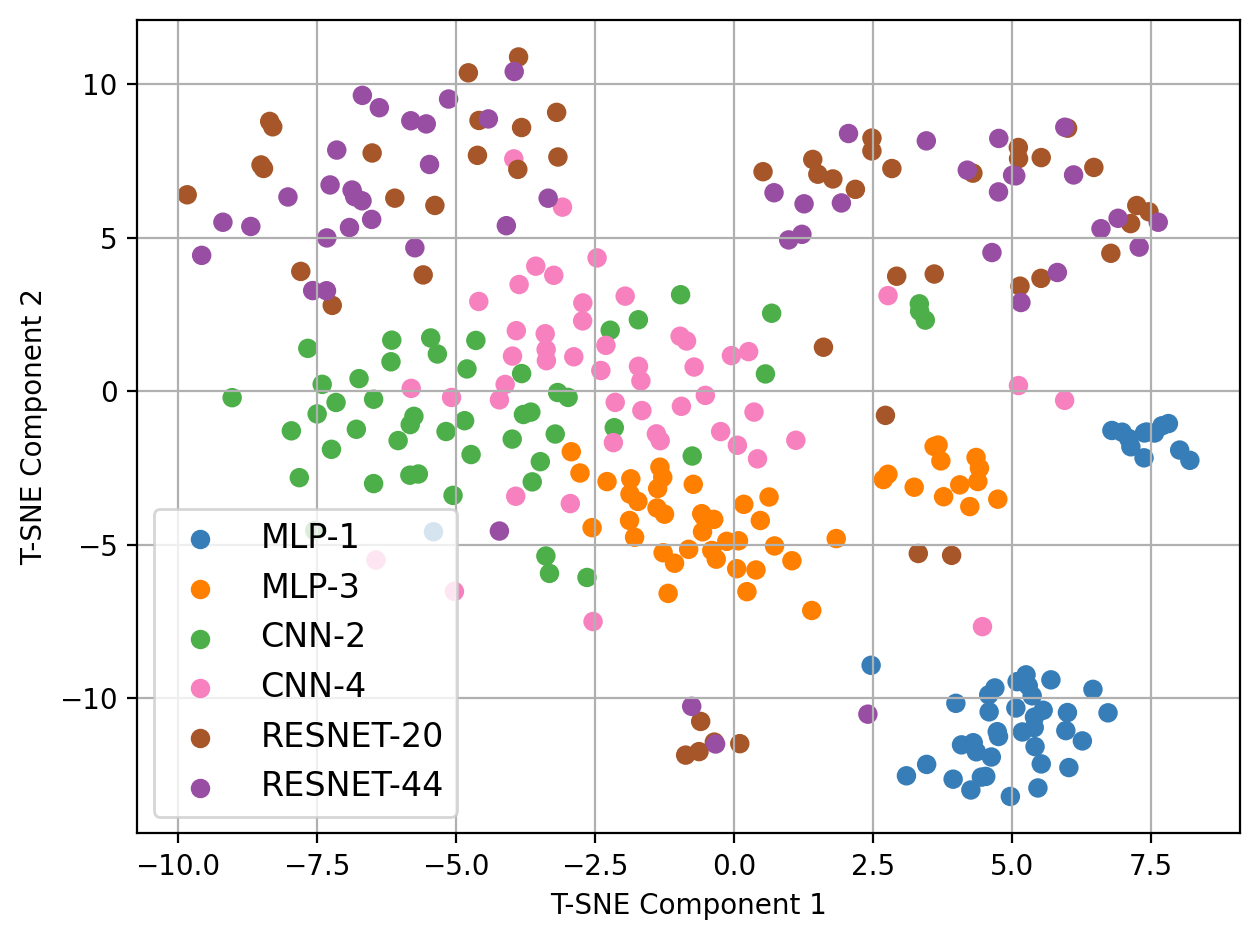 10
5
0
−5
−10
T-SNE Component 2
MLP-1
MLP-3
CNN-2
CNN-4
RESNET-20
RESNET-44
−10.0 −7.5 −5.0 −2.5 0.0 2.5 5.0 7.5
T-SNE Component 1